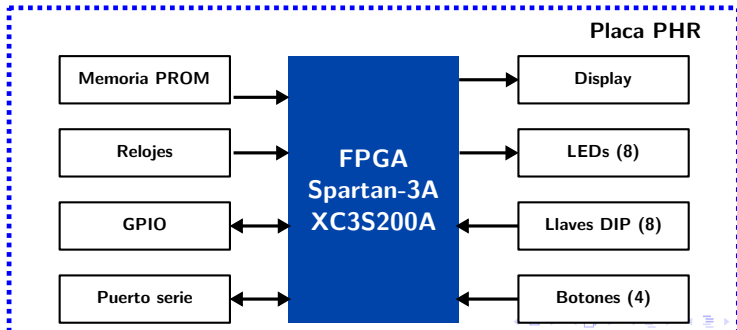 Placa PHR
Memoria PROM
Relojes
GPIO
Puerto serie
FPGA
Spartan-3A
XC3S200A
Display
LEDs (8)
Llaves DIP (8)
Botones (4)